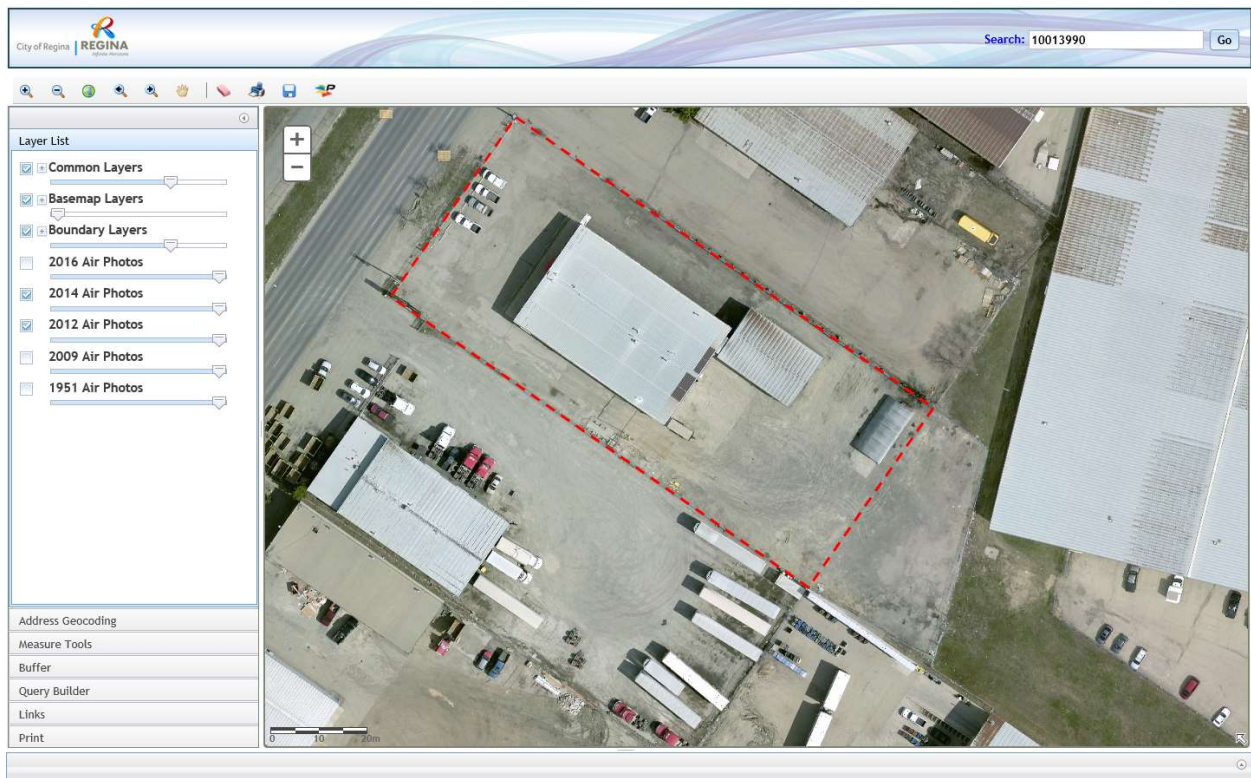 City of Regina
REGINA
Infinite Horizons
Search: 10013990 Go
P
Layer List
Common Layers
Basemap Layers
Boundary Layers
2016 Air Photos
2014 Air Photos
2012 Air Photos
2009 Air Photos
1951 Air Photos
Address Geocoding
Measure Tools
Buffer
Query Builder
Links
Print
+
−
0 10 20m